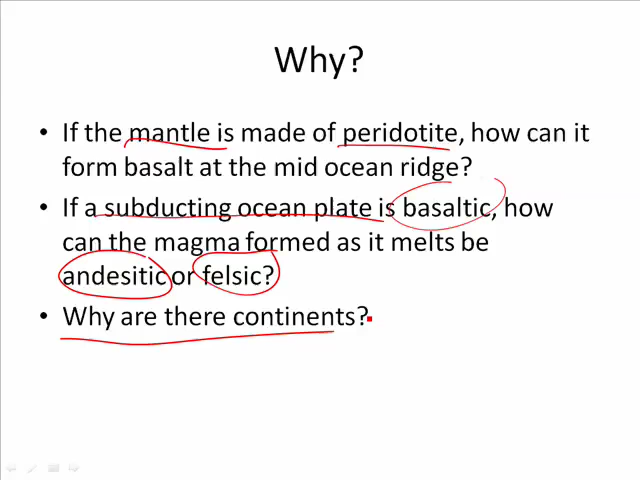 Why?
• If the mantle is made of peridotite, how can it
form basalt at the mid ocean ridge?
• If a subducting ocean plate is basaltic, how
can the magma formed as it melts be
andesitic or felsic?
• Why are there continents?